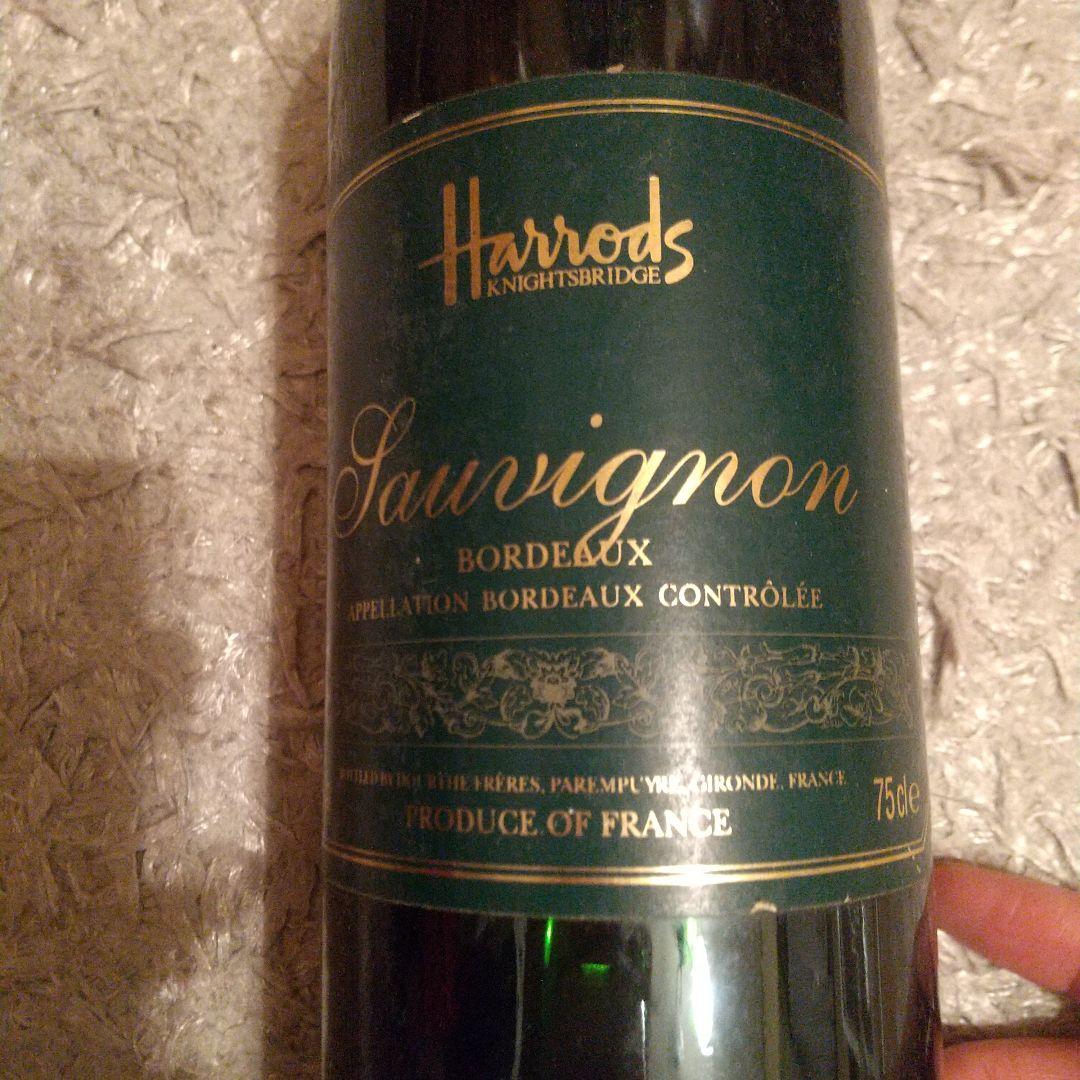 Harrods
KNIGHTSBRIDGE
Sauvignon
BORDEAUX
APPELLATION BORDEAUX CONTRÔLÉE
BOTTLED BY DOURTHE FRÈRES, PAREMPUYRE, GIRONDE, FRANCE
75cl℮
PRODUCE OF FRANCE